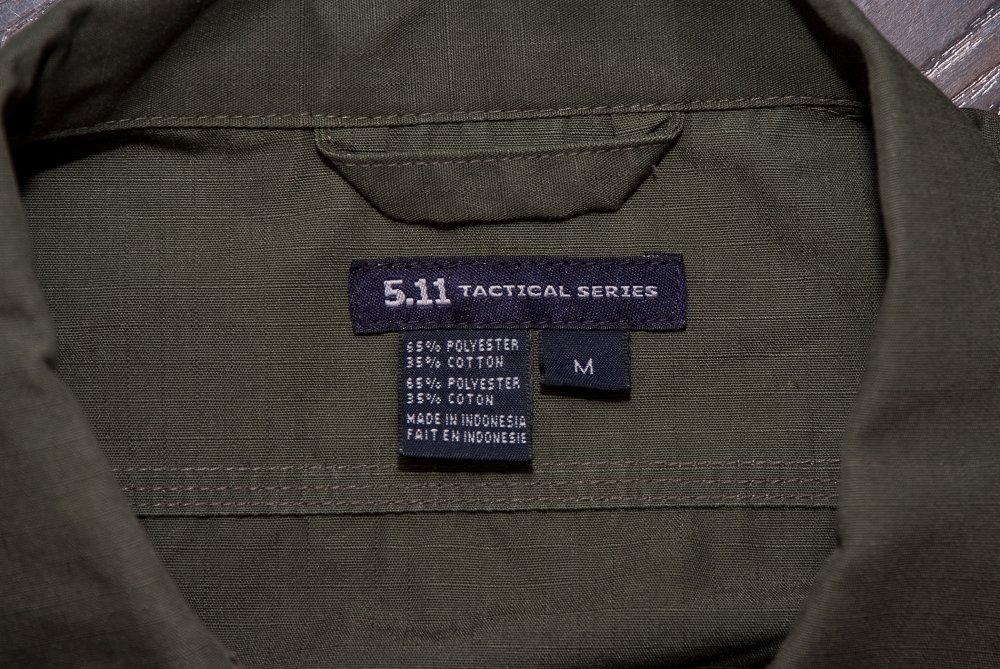 5.11 TACTICAL SERIES
65% POLYESTER
35% COTTON
65% POLYESTER
35% COTON
MADE IN INDONESIA
FAIT EN INDONESIE
M